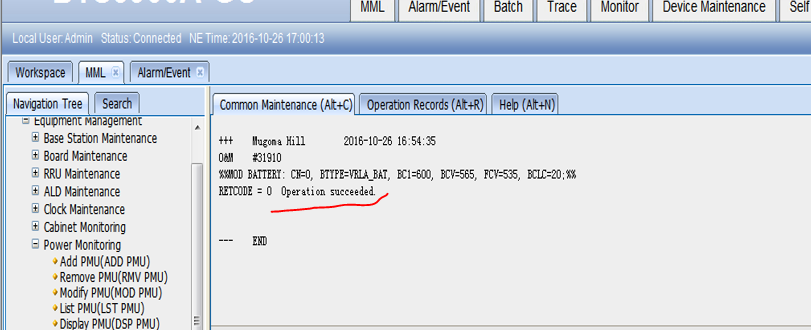 MML Alarm/Event Batch Trace Monitor Device Maintenance Self
Local User:Admin Status:Connected NE Time:2016-10-26 17:00:13
Workspace MML Alarm/Event
Navigation Tree Search
Equipment Management
Base Station Maintenance
Board Maintenance
RRU Maintenance
ALD Maintenance
Clock Maintenance
Cabinet Monitoring
Power Monitoring
Add PMU(ADD PMU)
Remove PMU(RMV PMU)
Modify PMU(MOD PMU)
List PMU(LST PMU)
Display PMU(DSP PMU)
Common Maintenance (Alt+C) Operation Records (Alt+R) Help (Alt+N)
+++ Mugoma Hill 2016-10-26 16:54:35
O&M #31910
%%MOD BATTERY: CN=0, BTYPE=VRLA_BAT, BC1=600, BCV=565, FCV=535, BCLC=20;%%
RETCODE = 0 Operation succeeded.
--- END